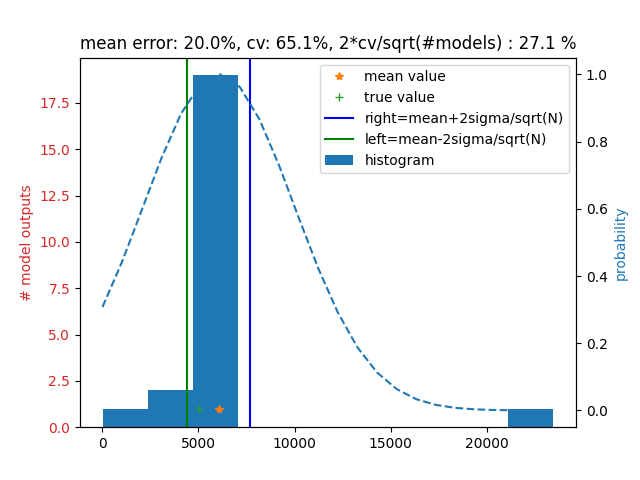 mean error: 20.0%, cv: 65.1%, 2*cv/sqrt(#models) : 27.1 %
mean value
true value
right=mean+2sigma/sqrt(N)
left=mean-2sigma/sqrt(N)
histogram
# model outputs
17.5
15.0
12.5
10.0
7.5
5.0
2.5
0.0
0
5000
10000
15000
20000
1.0
0.8
0.6
0.4
0.2
0.0
probability